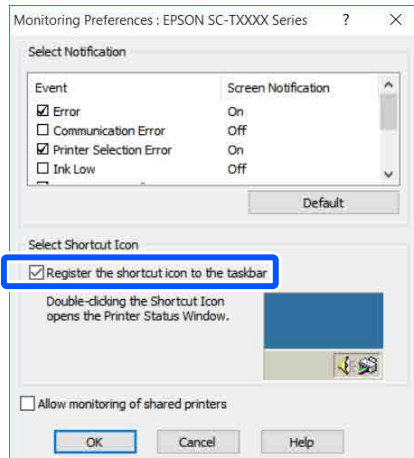 Monitoring Preferences : EPSON SC-TXXXX Series ? ×
Select Notification
Event Screen Notification
Error On
Communication Error Off
Printer Selection Error On
Ink Low Off
Default
Select Shortcut Icon
Register the shortcut icon to the taskbar
Double-clicking the Shortcut Icon
opens the Printer Status Window.
Allow monitoring of shared printers
OK Cancel Help